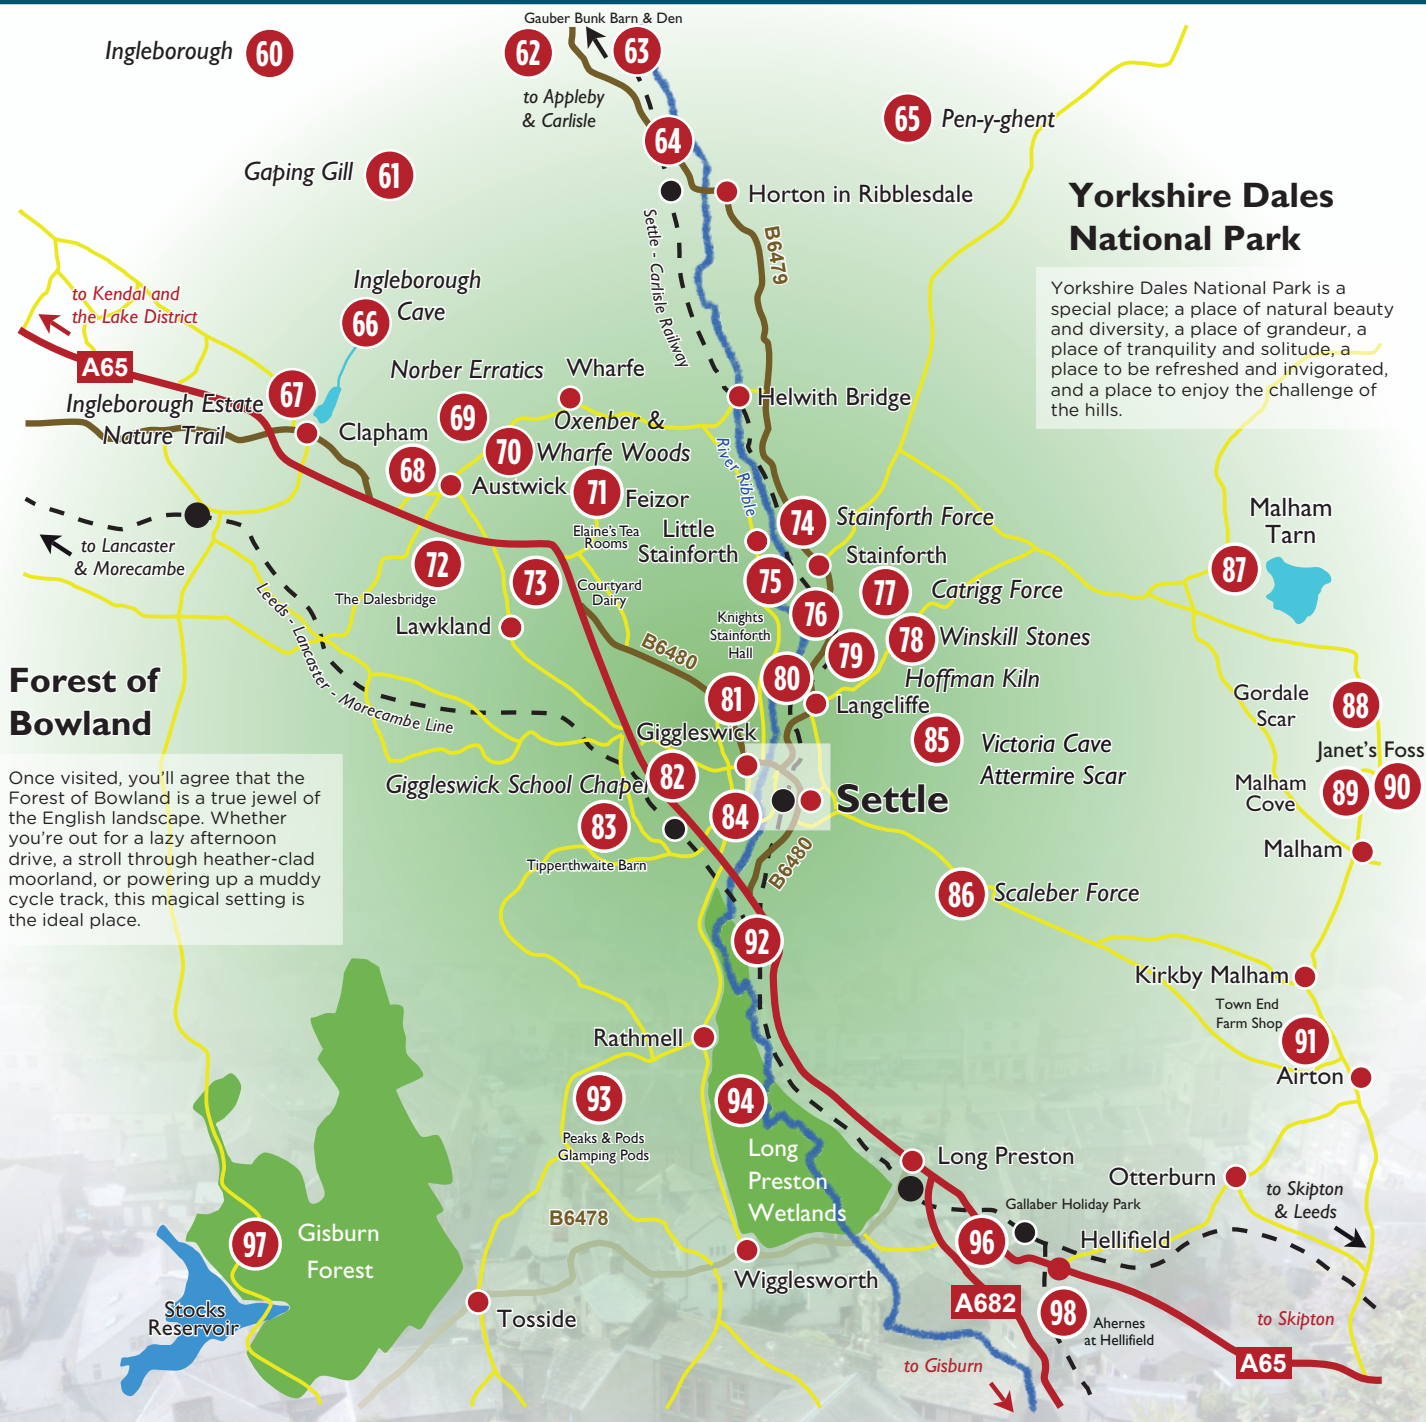 Gauber Bunk Barn & Den
Ingleborough
60
62
63
to Appleby
& Carlisle
64
65
Pen-y-ghent
Gaping Gill
61
Horton in Ribblesdale
Yorkshire Dales
National Park
Settle - Carlisle Railway
B6479
Yorkshire Dales National Park is a
special place; a place of natural beauty
and diversity, a place of grandeur, a
place of tranquility and solitude, a
place to be refreshed and invigorated,
and a place to enjoy the challenge of
the hills.
to Kendal and
the Lake District
Ingleborough
Cave
66
A65
67
Ingleborough Estate
Nature Trail
Norber Erratics
Wharfe
Helwith Bridge
69
Oxenber &
Wharfe Woods
Clapham
70
68
Austwick
71
Feizor
River Ribble
Elaine's Tea
Rooms
Little
Stainforth
74
Stainforth Force
Stainforth
Malham
Tarn
87
to Lancaster
& Morecambe
72
The Dalesbridge
73
Courtyard
Dairy
75
76
77
Catrigg Force
Knights
Stainforth
Hall
78
Winskill Stones
79
Hoffman Kiln
Lawkland
Leeds - Lancaster - Morecambe Line
B6480
80
81
Langcliffe
Giggleswick
85
Victoria Cave
Attermire Scar
Gordale
Scar
88
Janet's Foss
Malham
Cove
89
90
Malham
Forest of
Bowland
Once visited, you'll agree that the
Forest of Bowland is a true jewel of
the English landscape. Whether
you're out for a lazy afternoon
drive, a stroll through heather-clad
moorland, or powering up a muddy
cycle track, this magical setting is
the ideal place.
Giggleswick School Chapel
82
83
Tipperthwaite Barn
84
Settle
B6480
86
Scaleber Force
92
Kirkby Malham
Town End
Farm Shop
91
Airton
Rathmell
93
Peaks & Pods
Glamping Pods
94
Long
Preston
Wetlands
Long Preston
Otterburn
to Skipton
& Leeds
Gallaber Holiday Park
96
Hellifield
B6478
Wigglesworth
97
Gisburn
Forest
Stocks
Reservoir
Tosside
A682
98
Ahernes
at Hellifield
to Skipton
A65
to Gisburn